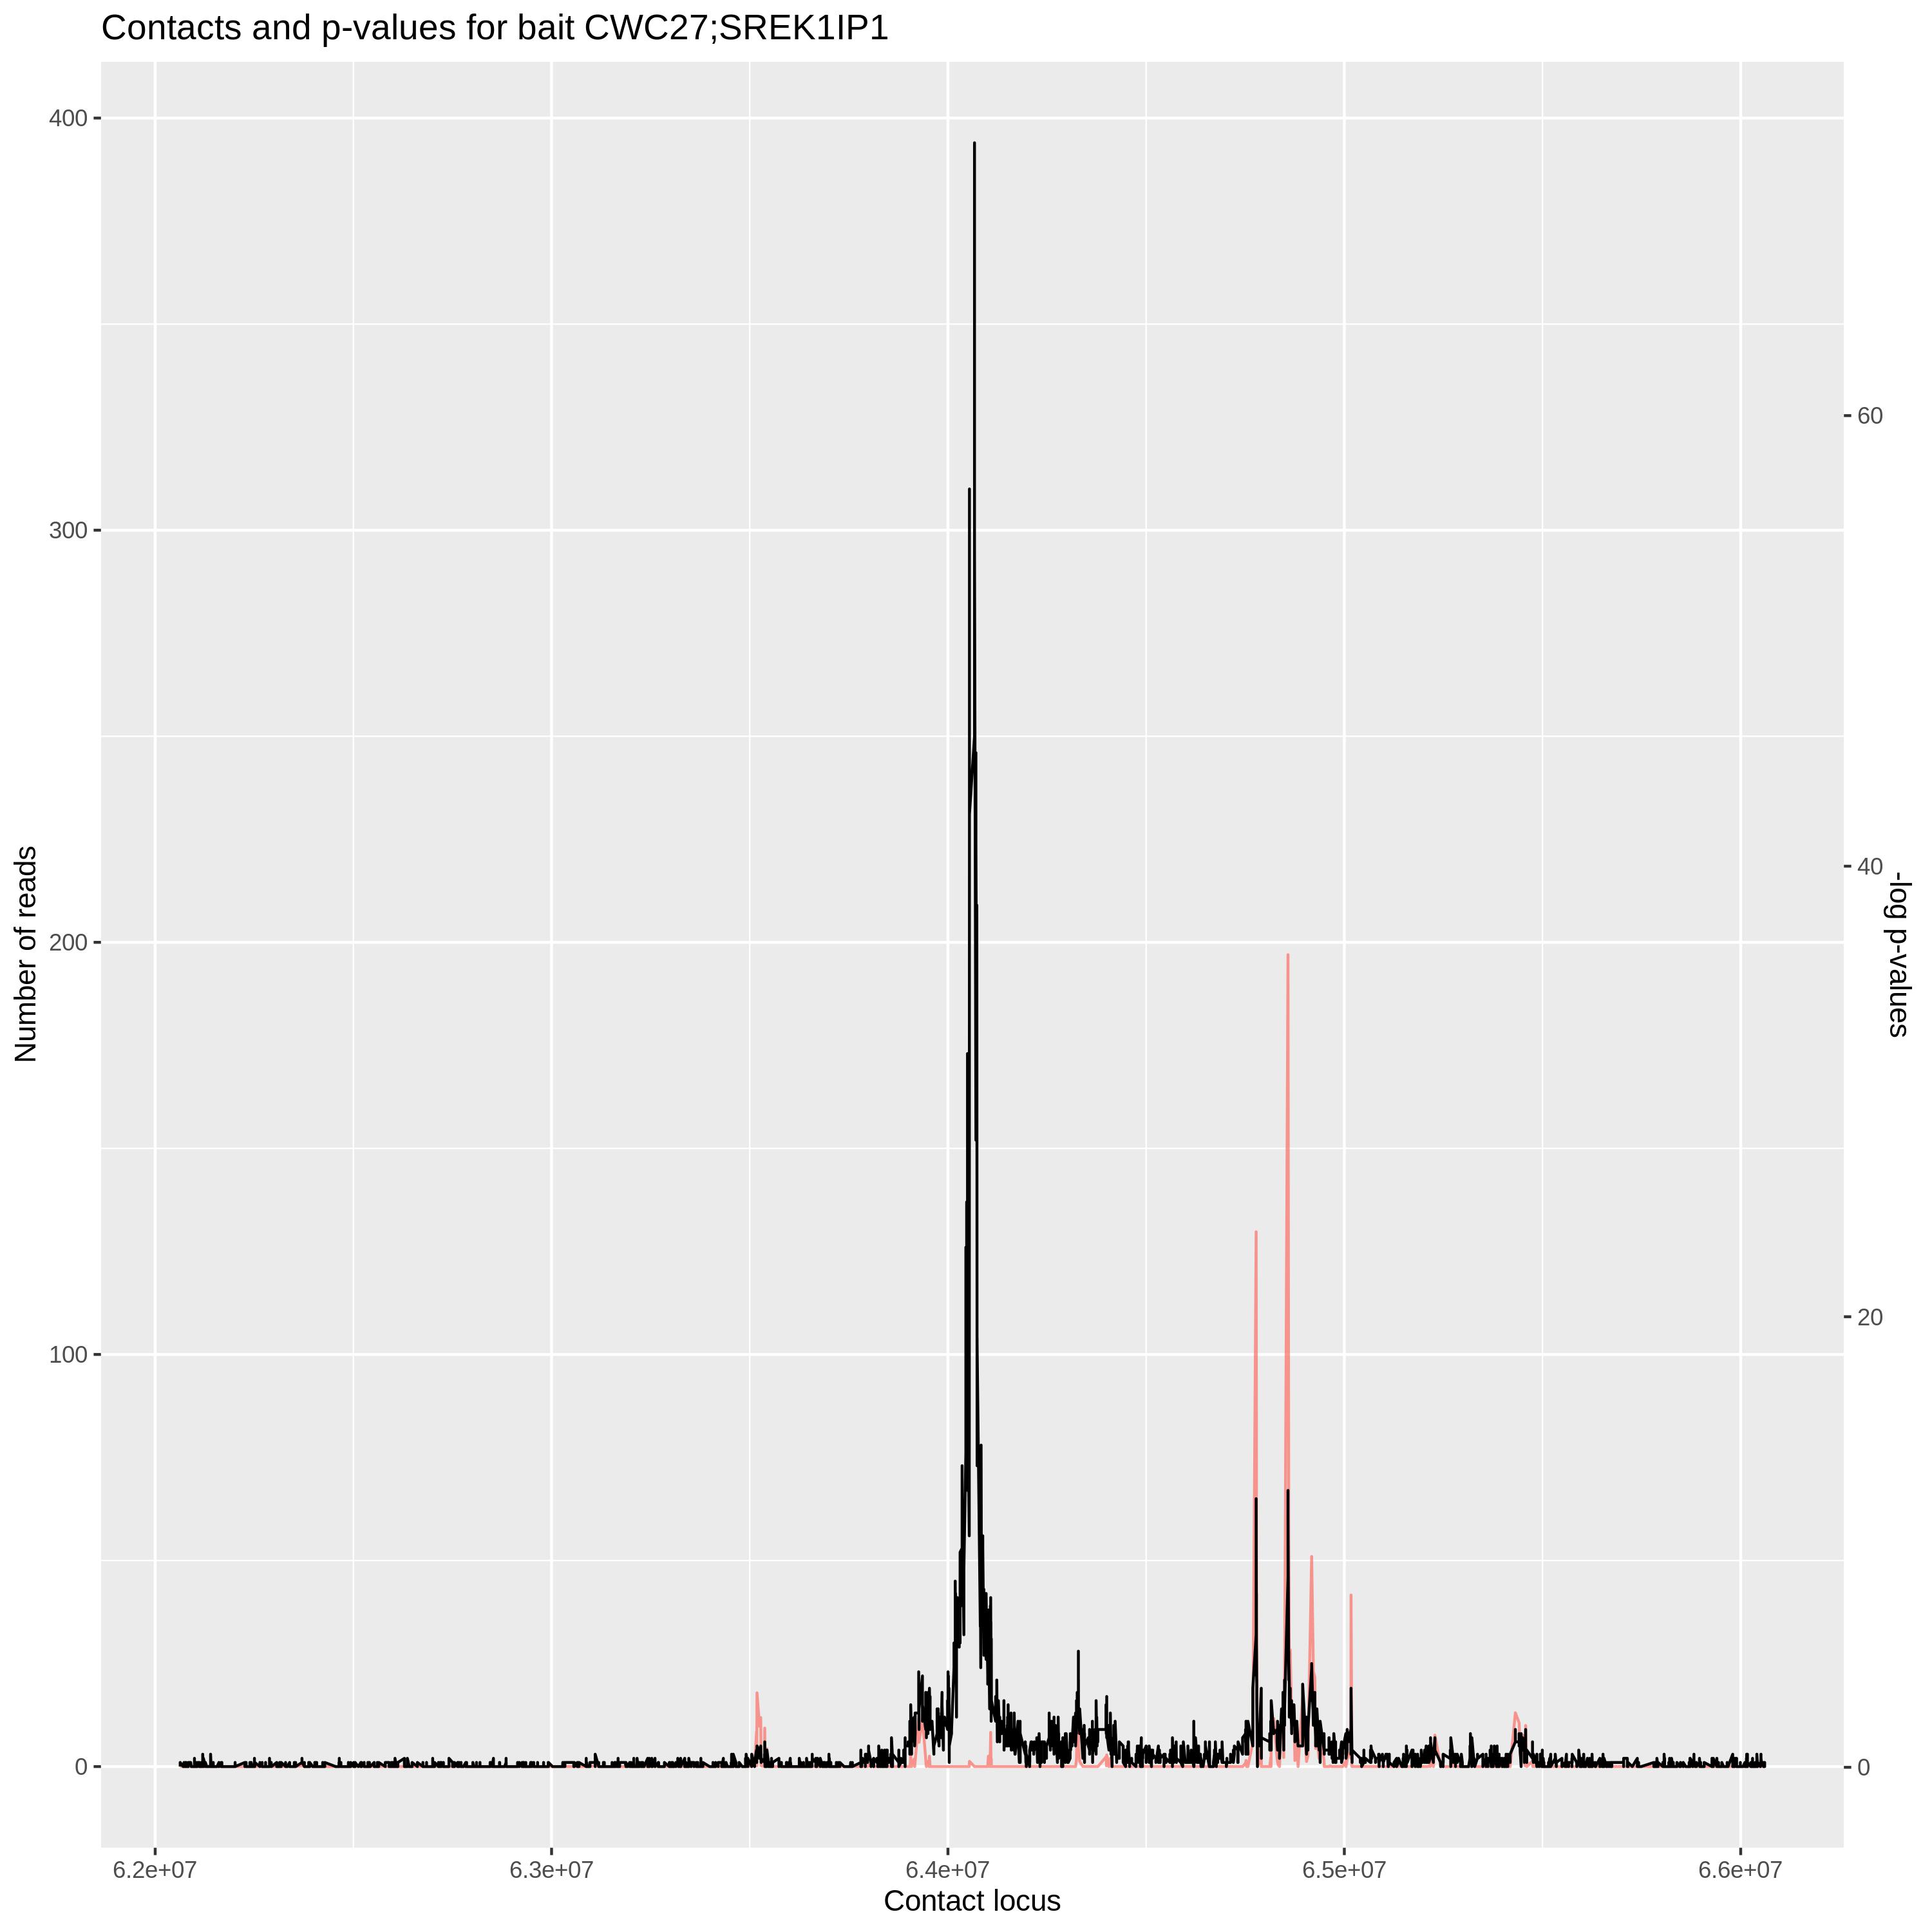 Contacts and p-values for bait CWC27;SREK1IP1
400
300
200
100
0
Number of reads
60
40
20
0
-log p-values
6.2e+07
6.3e+07
6.4e+07
6.5e+07
6.6e+07
Contact locus